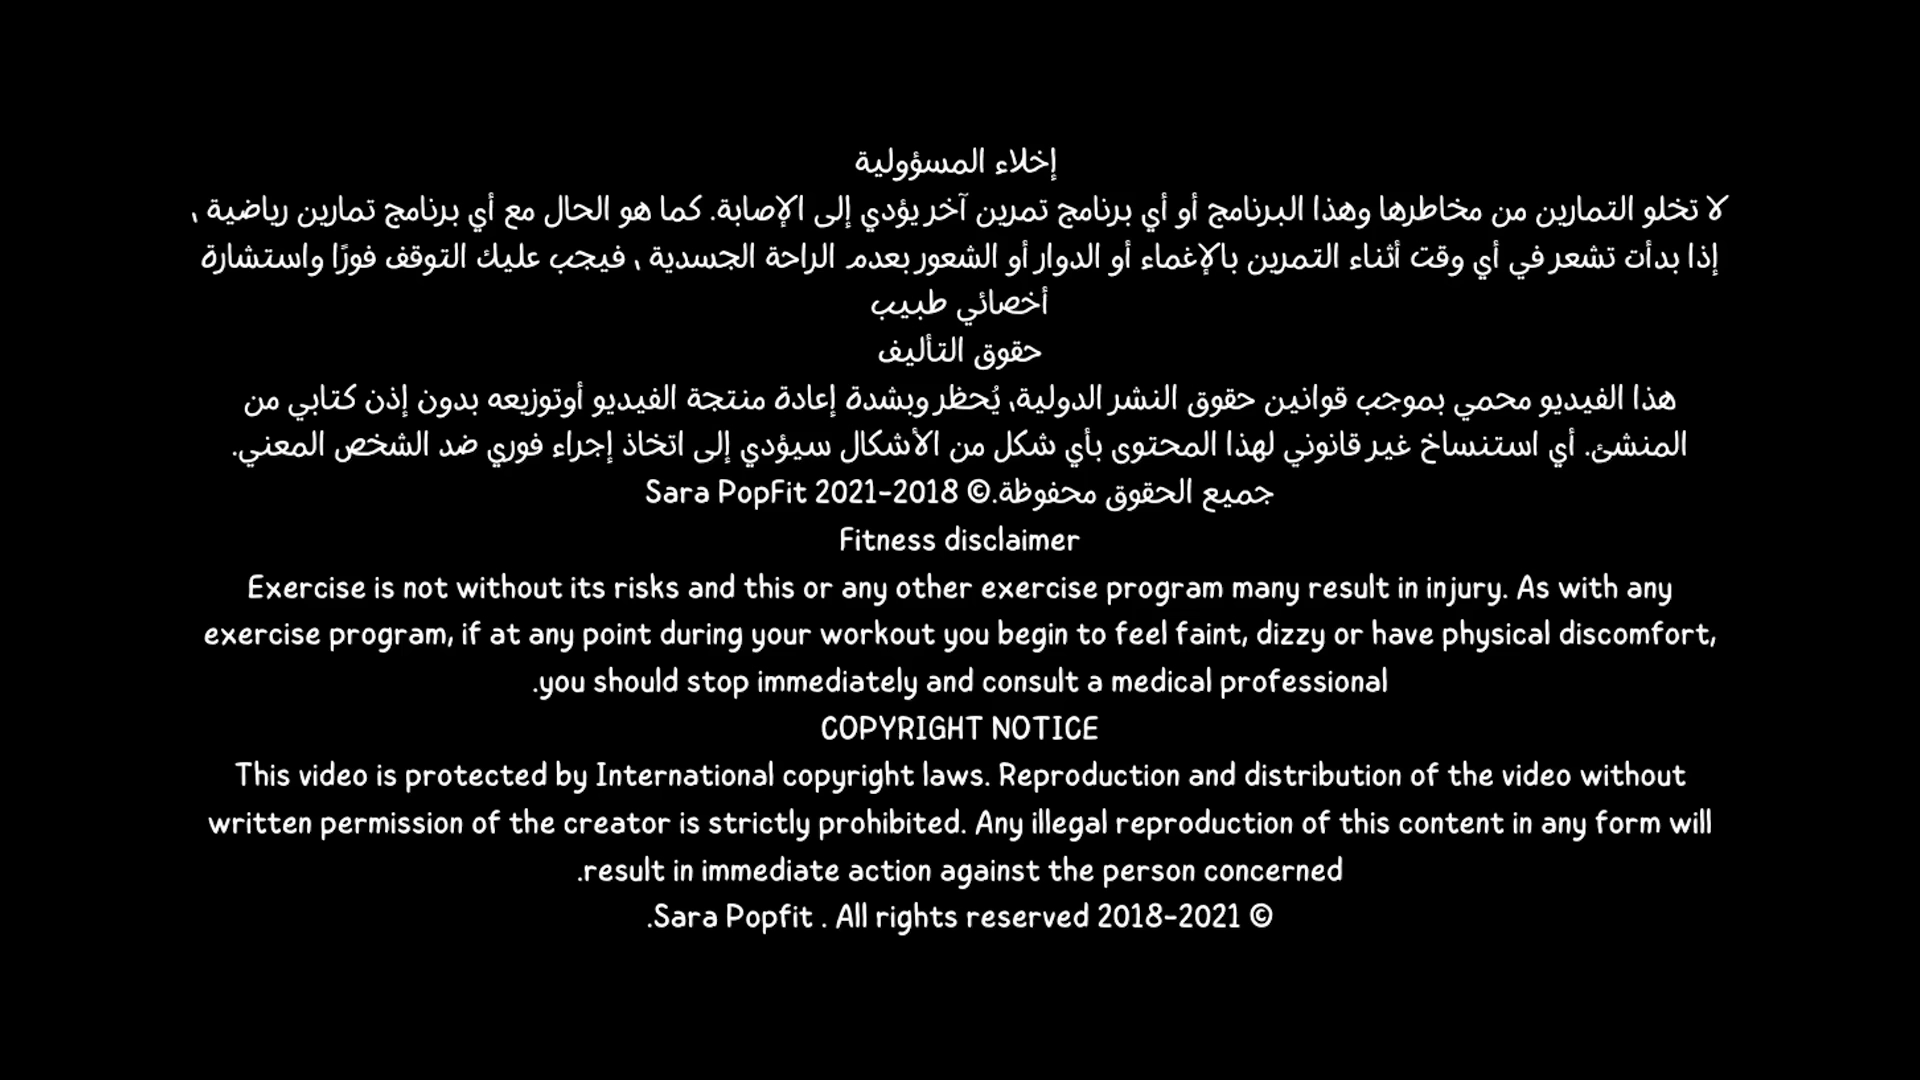 إخلاء المسؤولية
لا تخلو التمارين من مخاطرها وهذا البرنامج أو أي برنامج تمرين آخر يؤدي إلى الإصابة. كما هو الحال مع أي برنامج تمارين رياضية ،
إذا بدأت تشعر في أي وقت أثناء التمرين بالإغماء أو الدوار أو الشعور بعدم الراحة الجسدية ، فيجب عليك التوقف فورًا واستشارة
أخصائي طبيب
حقوق التأليف
هذا الفيديو محمي بموجب قوانين حقوق النشر الدولية، يُحظر وبشدة إعادة منتجة الفيديو أوتوزيعه بدون إذن كتابي من
المنشئ. أي استنساخ غير قانوني لهذا المحتوى بأي شكل من الأشكال سيؤدي إلى اتخاذ إجراء فوري ضد الشخص المعني.
جميع الحقوق محفوظة.© 2018-2021 Sara PopFit
Fitness disclaimer
Exercise is not without its risks and this or any other exercise program many result in injury. As with any
exercise program, if at any point during your workout you begin to feel faint, dizzy or have physical discomfort,
.you should stop immediately and consult a medical professional
COPYRIGHT NOTICE
This video is protected by International copyright laws. Reproduction and distribution of the video without
written permission of the creator is strictly prohibited. Any illegal reproduction of this content in any form will
.result in immediate action against the person concerned
.Sara Popfit . All rights reserved 2018-2021 ©